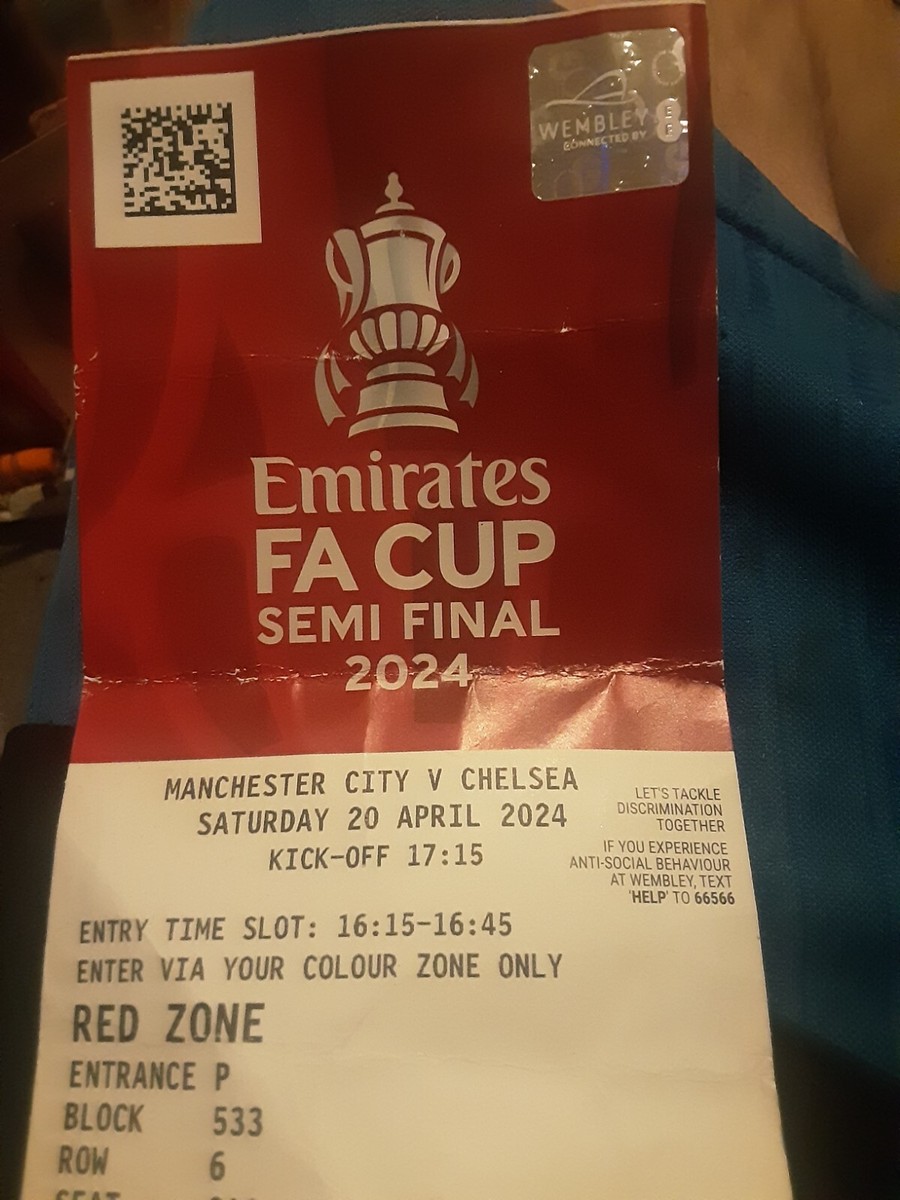 WEMBLEY
CONNECTED BY
EE
Emirates
FA CUP
SEMI FINAL
2024
MANCHESTER CITY V CHELSEA
SATURDAY 20 APRIL 2024
KICK-OFF 17:15
LET'S TACKLE
DISCRIMINATION
TOGETHER
IF YOU EXPERIENCE
ANTI-SOCIAL BEHAVIOUR
AT WEMBLEY, TEXT
'HELP' TO 66566
ENTRY TIME SLOT: 16:15-16:45
ENTER VIA YOUR COLOUR ZONE ONLY
RED ZONE
ENTRANCE P
BLOCK 533
ROW 6
SEAT